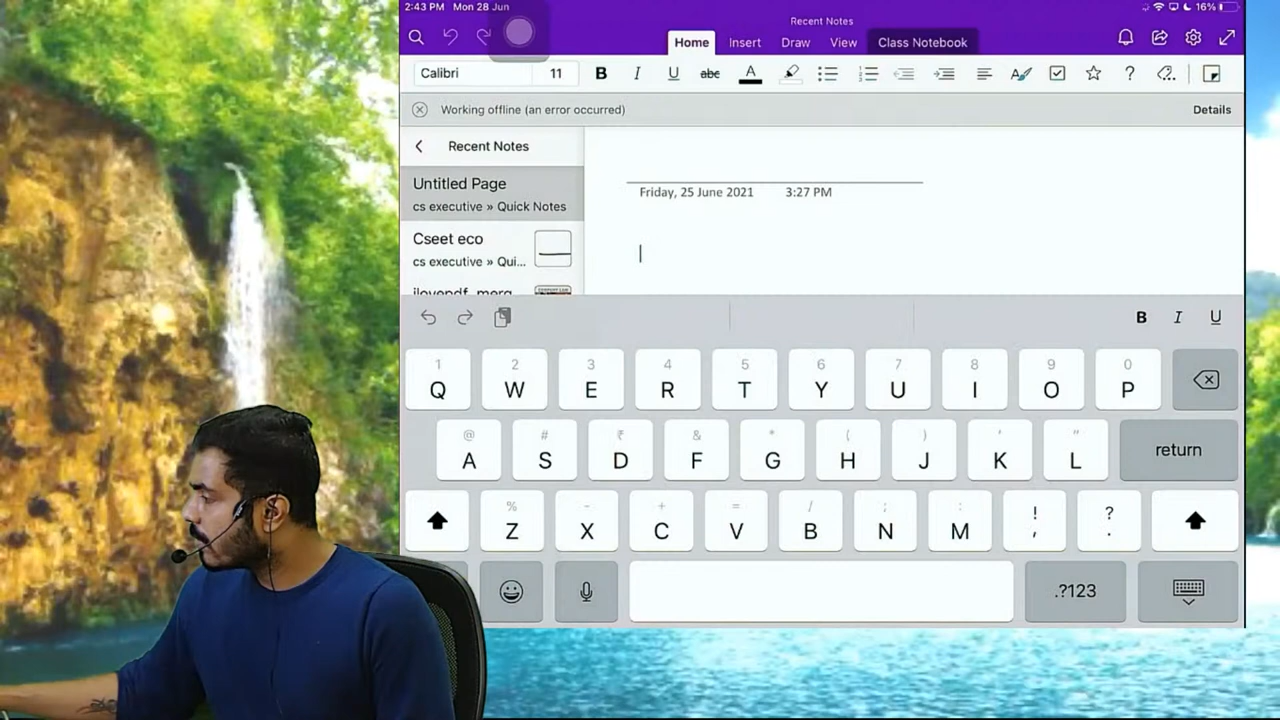 2:43 PM Mon 28 Jun
16%
Recent Notes
Home Insert Draw View Class Notebook
Calibri 11 B I U abc A ?
Working offline (an error occurred) Details
Recent Notes
Untitled Page
cs executive » Quick Notes
Cseet eco
cs executive » Qui...
ilovepdf_merg
Friday, 25 June 2021 3:27 PM
B I U
1 2 3 4 5 6 7 8 9 0
Q W E R T Y U I O P
@ # ₹ & * ( ) ' "
A S D F G H J K L return
% - + = / ; : ! ?
Z X C V B N M , .
.?123